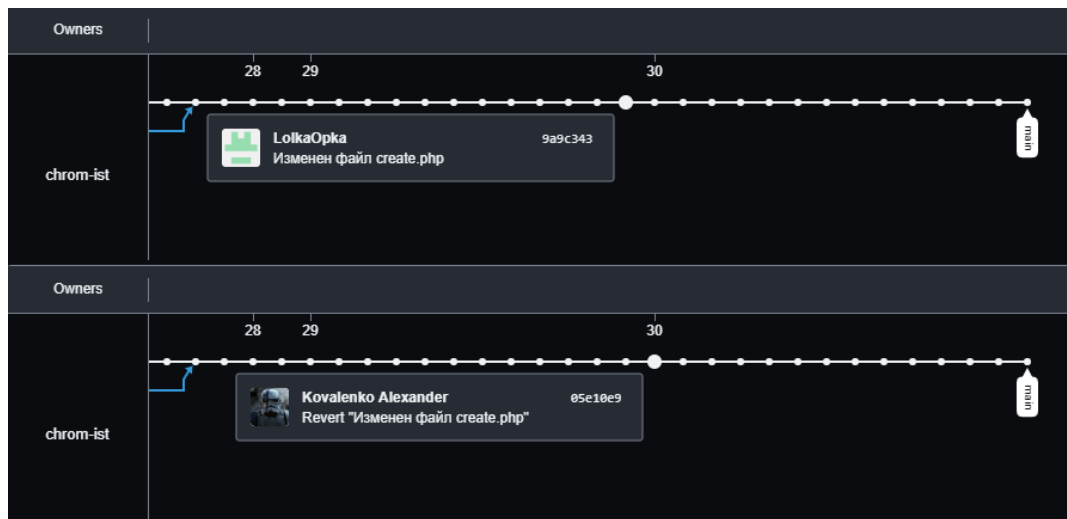 Owners
28 29 30
LolkaOpka 9a9c343
Изменен файл create.php
main
chrom-ist
Owners
28 29 30
Kovalenko Alexander 05e10e9
Revert "Изменен файл create.php"
main
chrom-ist